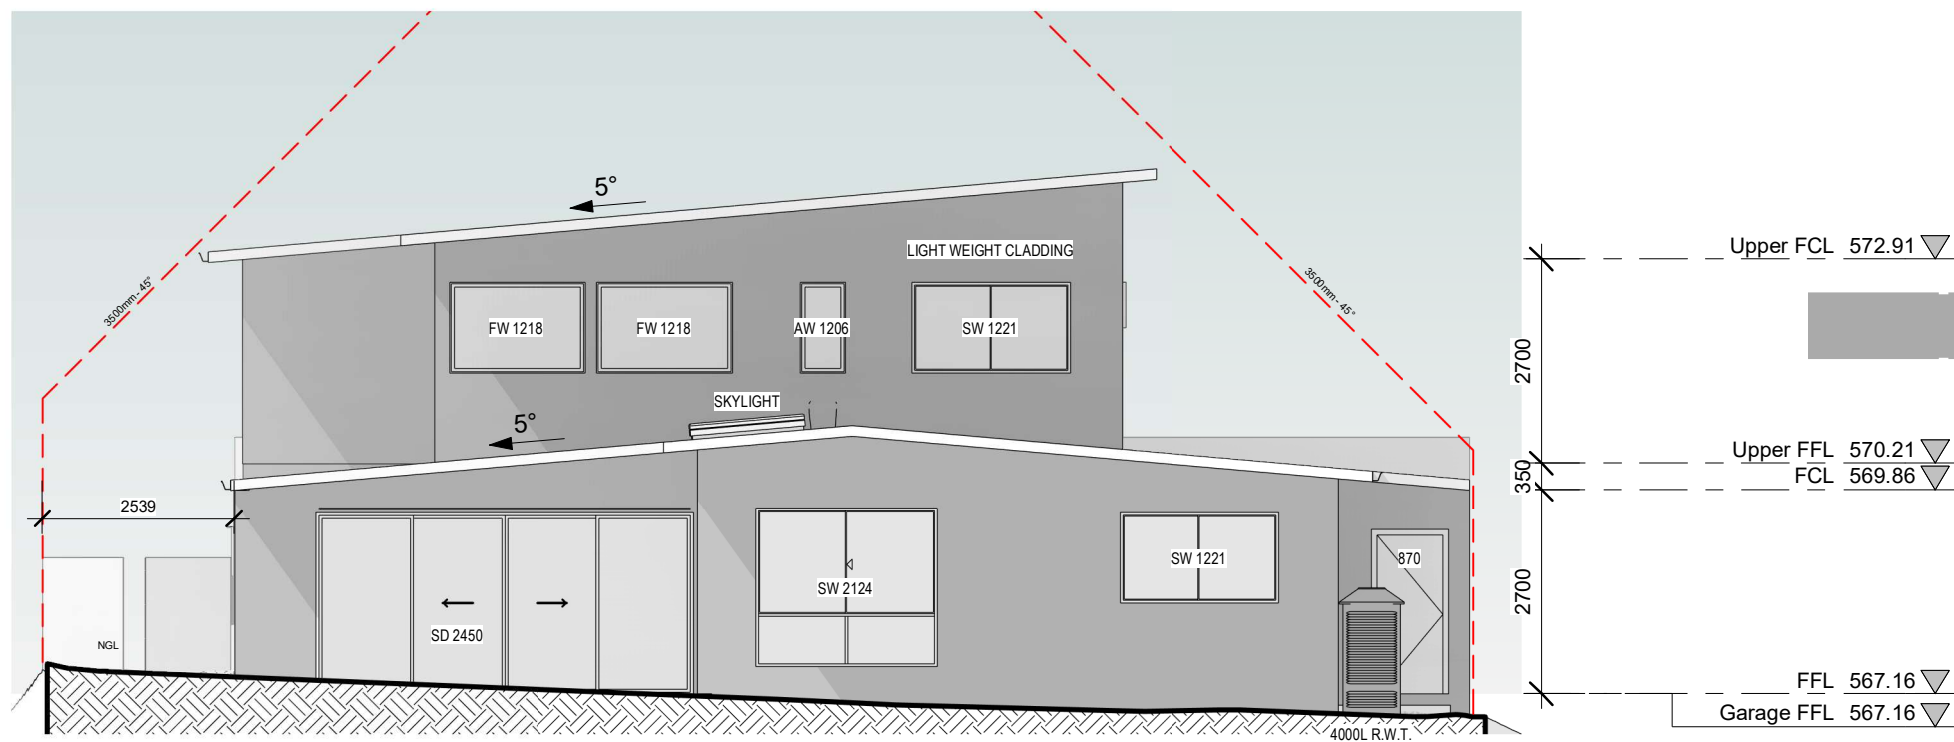 5°
LIGHT WEIGHT CLADDING
Upper FCL 572.91
3500mm - 45°
3500mm - 45°
FW 1218
FW 1218
AW 1206
SW 1221
2700
SKYLIGHT
5°
Upper FFL 570.21
350
FCL 569.86
2539
SW 1221
870
SW 2124
2700
SD 2450
NGL
FFL 567.16
Garage FFL 567.16
4000L R.W.T.